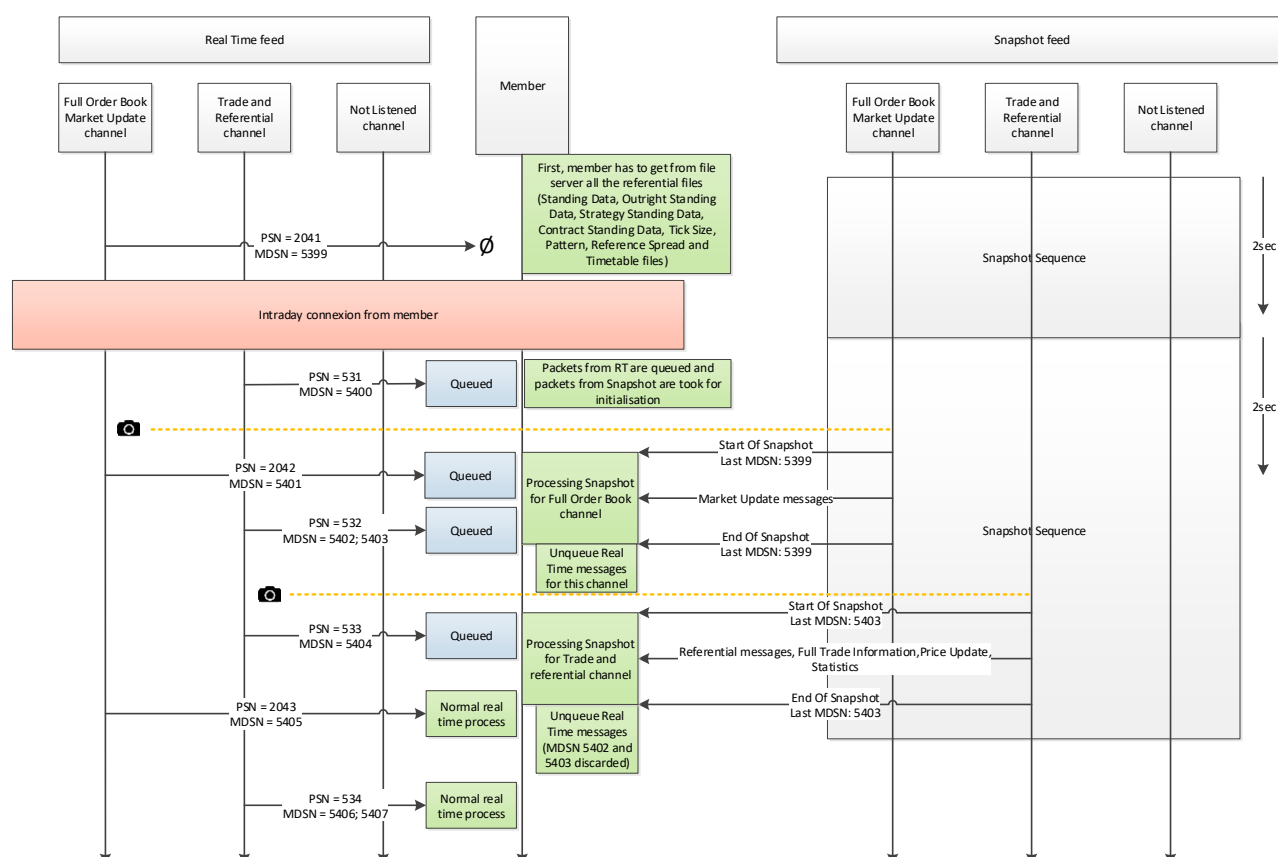 Real Time feed
Member
Snapshot feed
Full Order Book
Market Update
channel
Trade and
Referential
channel
Not Listened
channel
Full Order Book
Market Update
channel
Trade and
Referential
channel
Not Listened
channel
First, member has to get from file
server all the referential files
(Standing Data, Outright Standing
Data, Strategy Standing Data,
Contract Standing Data, Tick Size,
Pattern, Reference Spread and
Timetable files)
PSN = 2041
MDSN = 5399
Ø
Snapshot Sequence
2sec
Intraday connexion from member
PSN = 531
MDSN = 5400
Queued
Packets from RT are queued and
packets from Snapshot are took for
initialisation
2sec
Start Of Snapshot
Last MDSN: 5399
PSN = 2042
MDSN = 5401
Queued
Processing Snapshot
for Full Order Book
channel
Market Update messages
PSN = 532
MDSN = 5402; 5403
Queued
End Of Snapshot
Last MDSN: 5399
Snapshot Sequence
Unqueue Real
Time messages
for this channel
Start Of Snapshot
Last MDSN: 5403
PSN = 533
MDSN = 5404
Queued
Processing Snapshot
for Trade and
referential channel
Referential messages, Full Trade Information,Price Update,
Statistics
PSN = 2043
MDSN = 5405
Normal real
time process
End Of Snapshot
Last MDSN: 5403
Unqueue Real
Time messages
(MDSN 5402 and
5403 discarded)
PSN = 534
MDSN = 5406; 5407
Normal real
time process